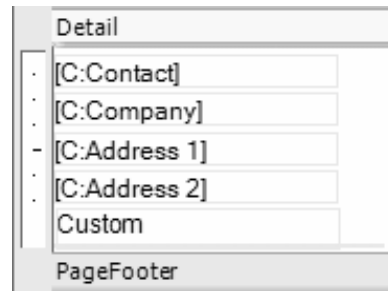 Detail
[C:Contact]
[C:Company]
[C:Address 1]
[C:Address 2]
Custom
PageFooter